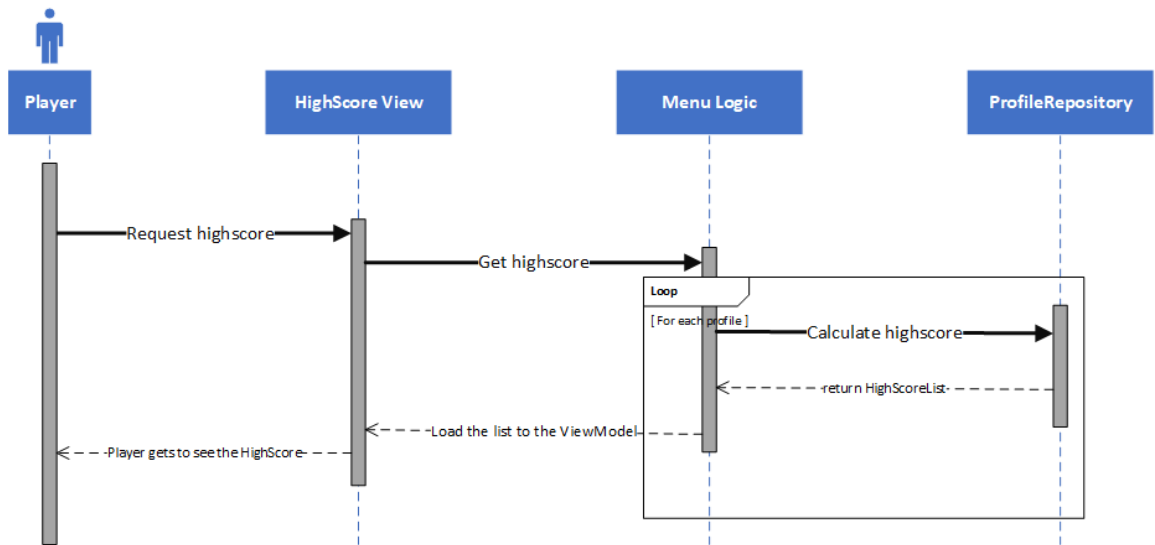 Player
HighScore View
Menu Logic
ProfileRepository
Request highscore
Get highscore
Loop
[ For each profile ]
Calculate highscore
return HighScoreList
Load the list to the ViewModel
Player gets to see the HighScore